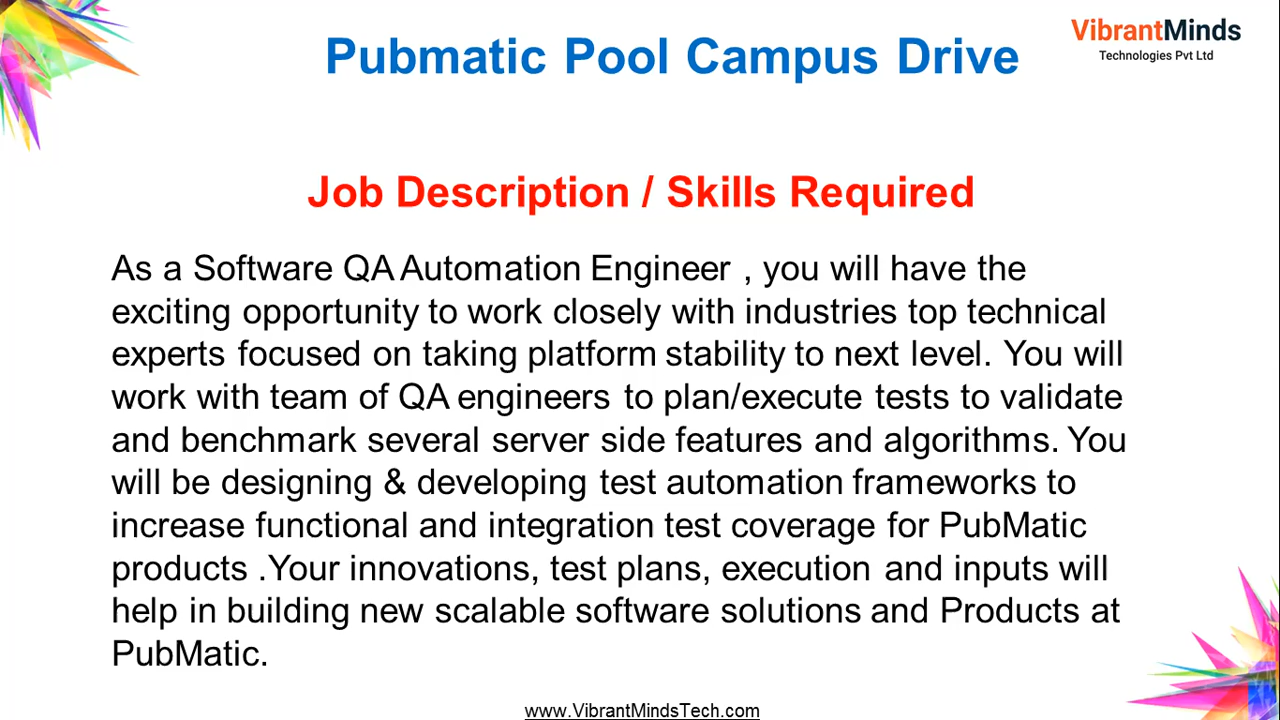 Pubmatic Pool Campus Drive
VibrantMinds
Technologies Pvt Ltd
Job Description / Skills Required
As a Software QA Automation Engineer , you will have the
exciting opportunity to work closely with industries top technical
experts focused on taking platform stability to next level. You will
work with team of QA engineers to plan/execute tests to validate
and benchmark several server side features and algorithms. You
will be designing & developing test automation frameworks to
increase functional and integration test coverage for PubMatic
products .Your innovations, test plans, execution and inputs will
help in building new scalable software solutions and Products at
PubMatic.
www.VibrantMindsTech.com